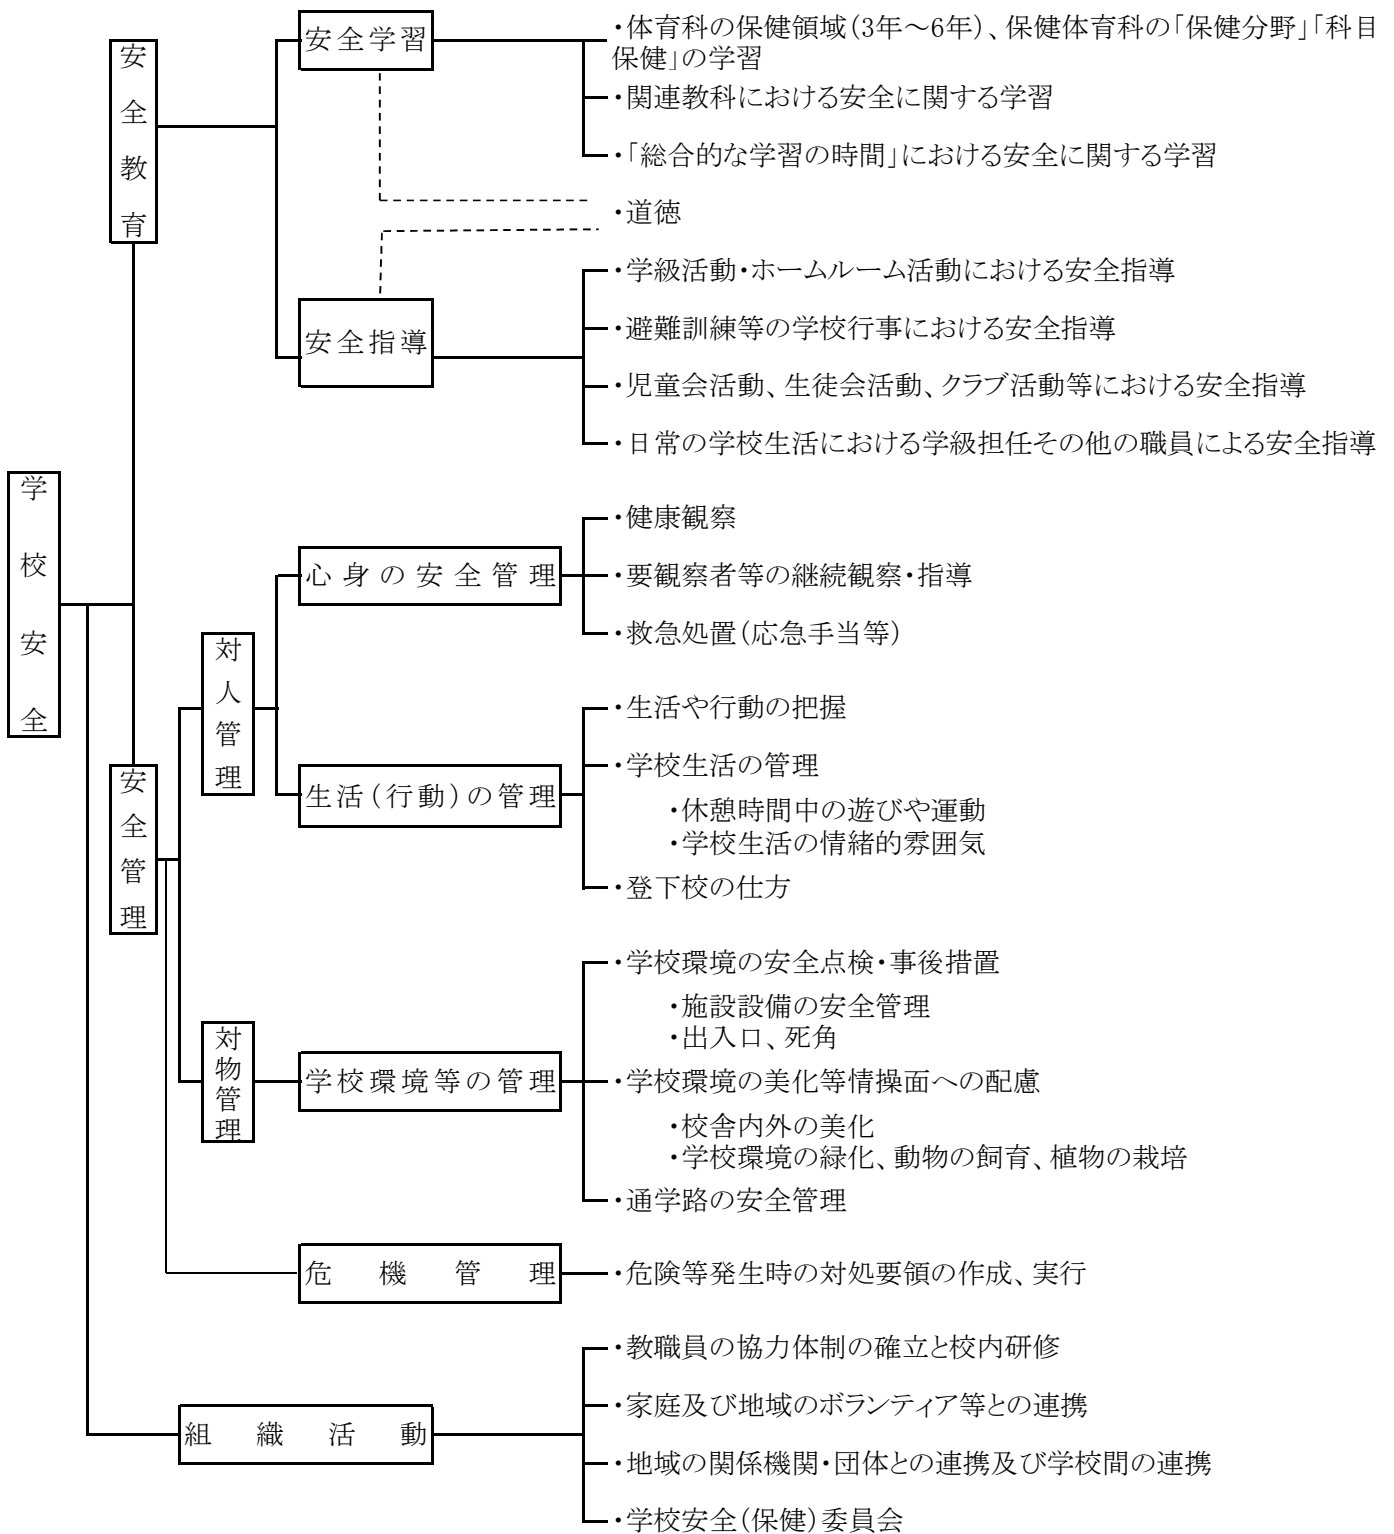 学校安全
安全教育
安全学習
・体育科の保健領域(3年～6年)、保健体育科の「保健分野」「科目
保健」の学習
・関連教科における安全に関する学習
・「総合的な学習の時間」における安全に関する学習
・道徳
安全指導
・学級活動・ホームルーム活動における安全指導
・避難訓練等の学校行事における安全指導
・児童会活動、生徒会活動、クラブ活動等における安全指導
・日常の学校生活における学級担任その他の職員による安全指導
安全管理
対人管理
心身の安全管理
・健康観察
・要観察者等の継続観察・指導
・救急処置(応急手当等)
生活(行動)の管理
・生活や行動の把握
・学校生活の管理
・休憩時間中の遊びや運動
・学校生活の情緒的雰囲気
・登下校の仕方
対物管理
学校環境等の管理
・学校環境の安全点検・事後措置
・施設設備の安全管理
・出入口、死角
・学校環境の美化等情操面への配慮
・校舎内外の美化
・学校環境の緑化、動物の飼育、植物の栽培
・通学路の安全管理
危機管理
・危険等発生時の対処要領の作成、実行
組織活動
・教職員の協力体制の確立と校内研修
・家庭及び地域のボランティア等との連携
・地域の関係機関・団体との連携及び学校間の連携
・学校安全(保健)委員会